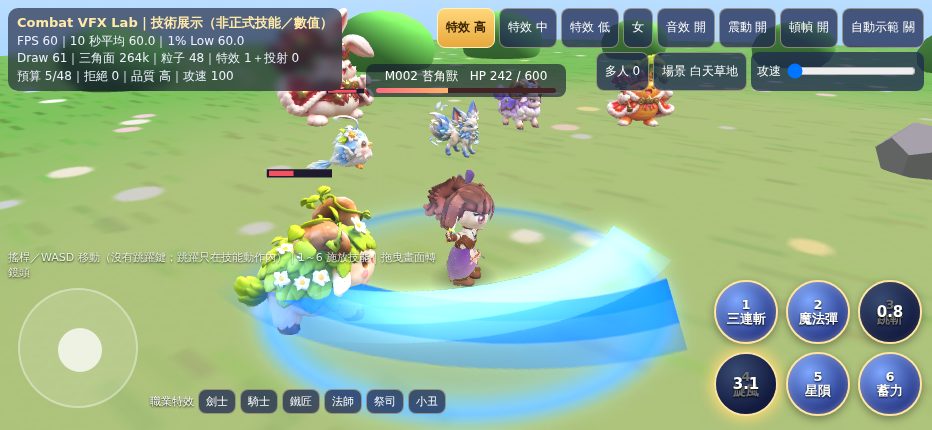 Combat VFX Lab｜技術展示（非正式技能／數值）
FPS 60｜10 秒平均 60.0｜1% Low 60.0
Draw 61｜三角面 264k｜粒子 48｜特效 1＋投射 0
預算 5/48｜拒絕 0｜品質 高｜攻速 100
特效 高
特效 中
特效 低
女
音效 開
震動 開
頓幀 開
自動示範 關
M002 苔角獸 HP 242 / 600
多人 0
場景 白天草地
攻速
搖桿／WASD 移動（沒有跳躍鍵；跳躍只在技能動作內）｜1~6 施放技能｜拖曳畫面轉
鏡頭
1
三連斬
2
魔法彈
0.8
3.1
旋風
5
星隕
6
蓄力
職業特效
劍士
騎士
鐵匠
法師
祭司
小丑